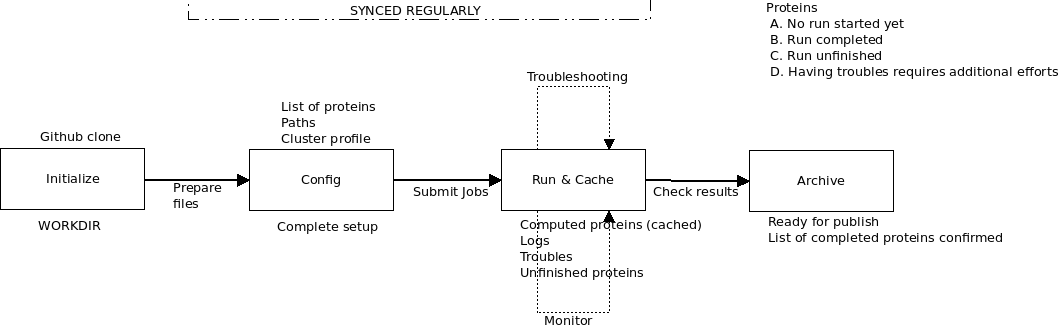 SYNCED REGULARLY
Proteins
A. No run started yet
B. Run completed
C. Run unfinished
D. Having troubles requires additional efforts
Troubleshooting
List of proteins
Paths
Cluster profile
Github clone
Initialize
Prepare
files
Config
Submit Jobs
Run & Cache
Check results
Archive
WORKDIR
Complete setup
Computed proteins (cached)
Logs
Troubles
Unfinished proteins
Ready for publish
List of completed proteins confirmed
Monitor